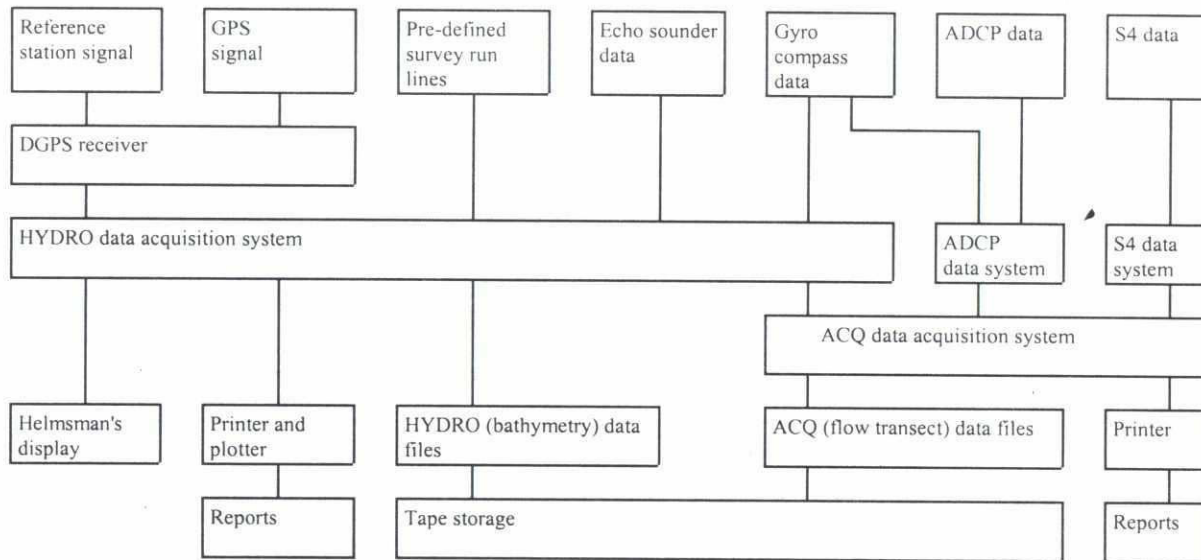 Reference
station signal
GPS
signal
Pre-defined
survey run
lines
Echo sounder
data
Gyro
compass
data
ADCP data
S4 data
DGPS receiver
HYDRO data acquisition system
ADCP
data system
S4 data
system
ACQ data acquisition system
Helmsman's
display
Printer and
plotter
HYDRO (bathymetry) data
files
ACQ (flow transect) data files
Printer
Reports
Tape storage
Reports